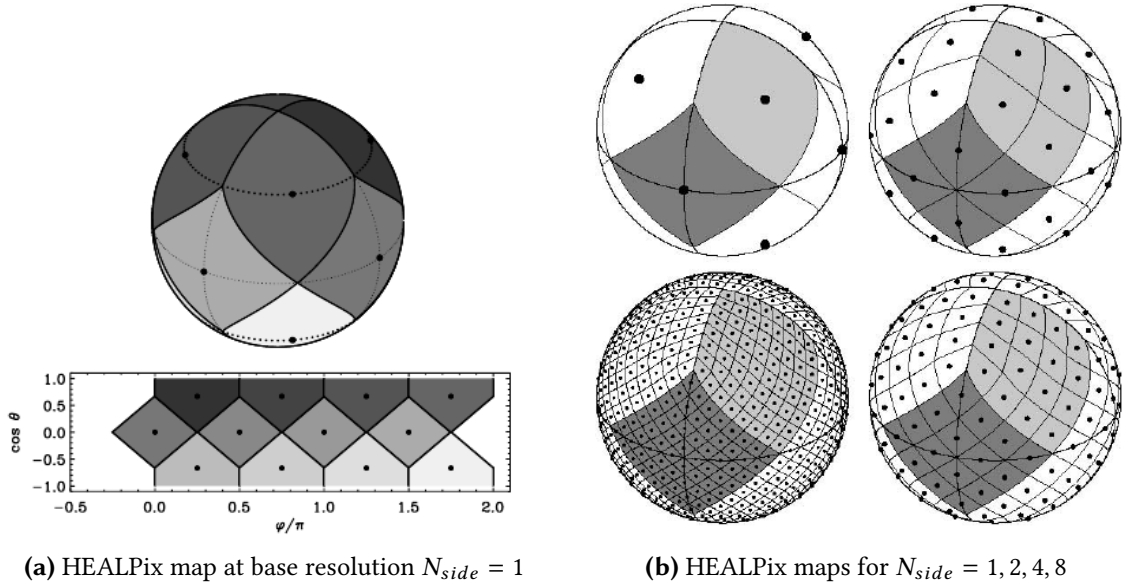 1.0
0.5
0.0
−0.5
−1.0
cos θ
−0.5 0.0 0.5 1.0 1.5 2.0
φ/π
(a) HEALPix map at base resolution N_side = 1
(b) HEALPix maps for N_side = 1, 2, 4, 8